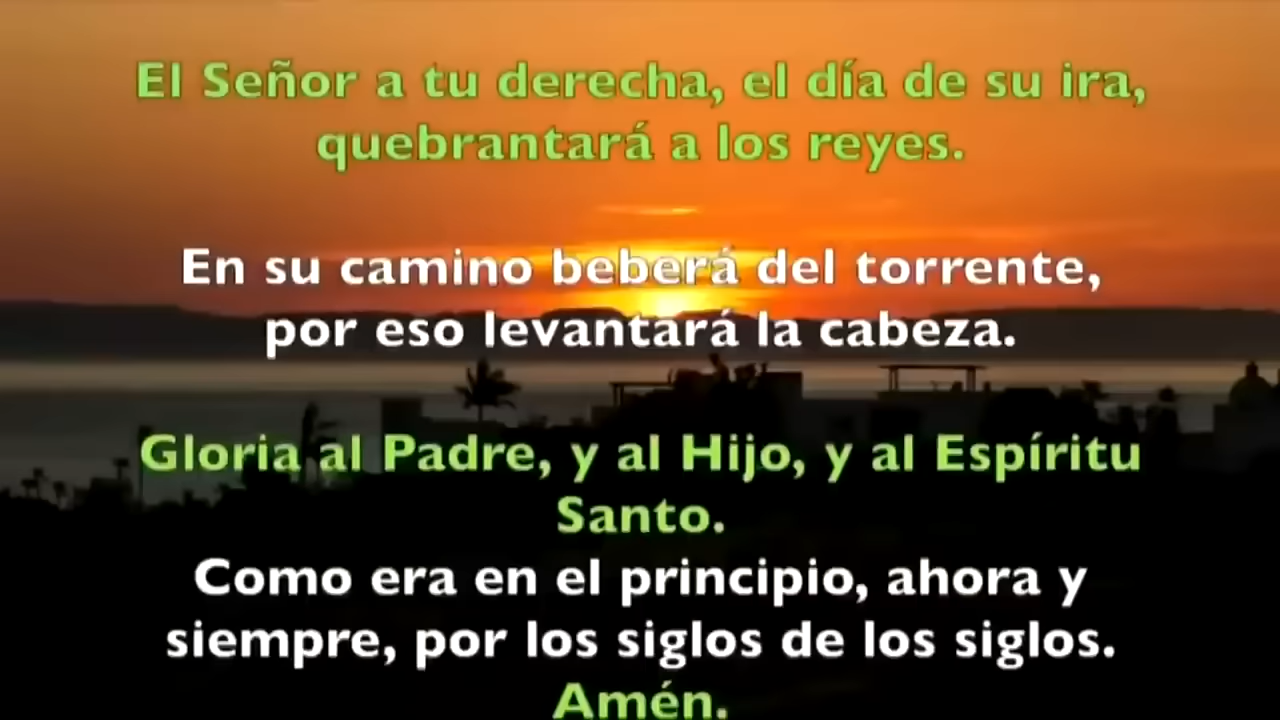 El Señor a tu derecha, el día de su ira,
quebrantará a los reyes.
En su camino beberá del torrente,
por eso levantará la cabeza.
Gloria al Padre, y al Hijo, y al Espíritu
Santo.
Como era en el principio, ahora y
siempre, por los siglos de los siglos.
Amén.